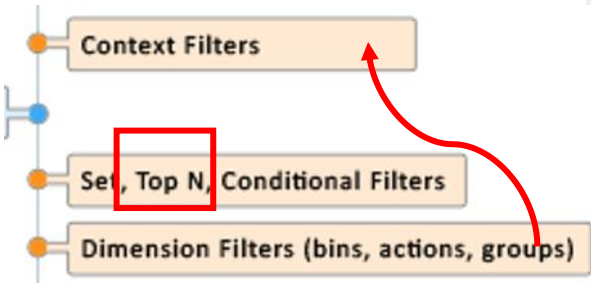 Context Filters
Set, Top N, Conditional Filters
Dimension Filters (bins, actions, groups)